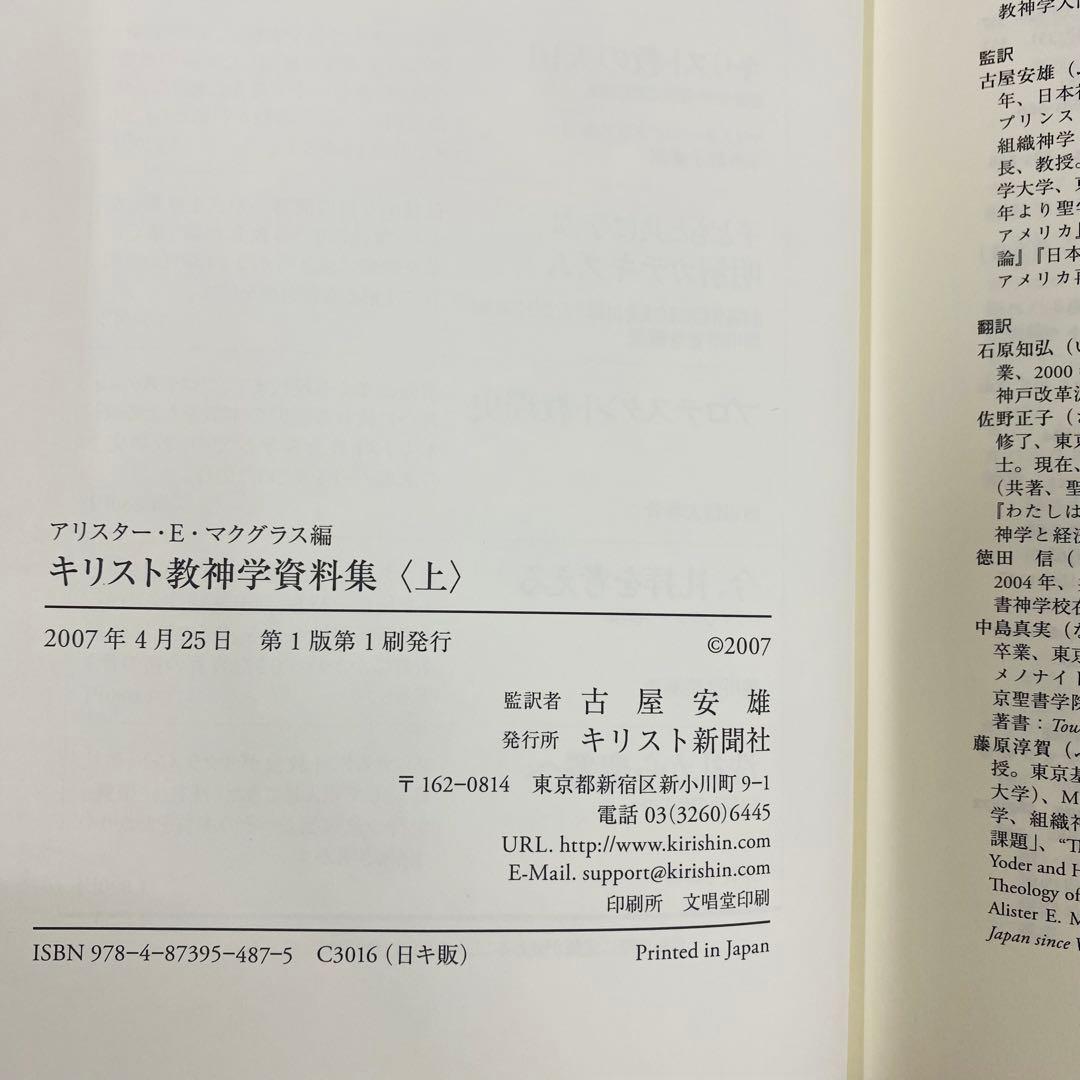 アリスター・E・マクグラス編
キリスト教神学資料集〈上〉
2007年4月25日　第1版第1刷発行　©2007
監訳者　古屋安雄
発行所　キリスト新聞社
〒162-0814　東京都新宿区新小川町9-1
電話 03(3260)6445
URL. http://www.kirishin.com
E-Mail. support@kirishin.com
印刷所　文唱堂印刷
ISBN 978-4-87395-487-5　C3016（日キ販）　Printed in Japan
教神学大
監訳
古屋安雄（
年、日本
プリンス
組織神学
長、教授。
学大学、
年より聖
アメリカ
論』『日本
アメリカ
翻訳
石原知弘（
業、2000
神戸改革
佐野正子（
修了、東京
士。現在、
（共著、聖
『わたしは
神学と経
徳田　信（
2004年、
書神学校
中島真実（
卒業、東京
メノナイト
京聖書学院
著書：Tow
藤原淳賀（
授。東京基
大学）、M
学、組織神
課題」、“Th
Yoder and H
Theology of
Alister E. M
Japan since W